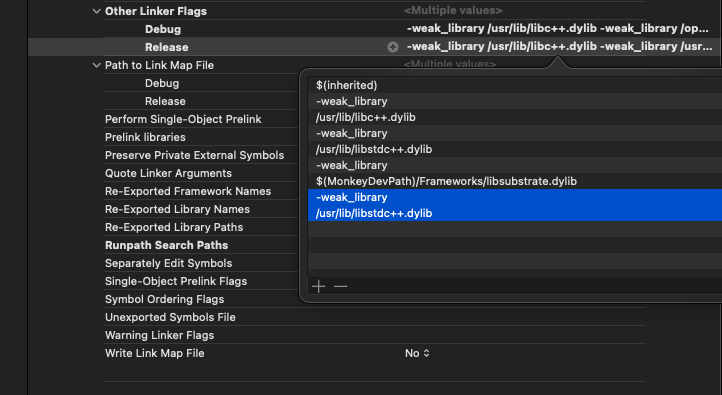 Other Linker Flags <Multiple values>
Debug -weak_library /usr/lib/libc++.dylib -weak_library /op...
Release -weak_library /usr/lib/libc++.dylib -weak_library /usr...
Path to Link Map File <Multiple values>
Debug
Release
Perform Single-Object Prelink
Prelink libraries
Preserve Private External Symbols
Quote Linker Arguments
Re-Exported Framework Names
Re-Exported Library Names
Re-Exported Library Paths
Runpath Search Paths
Separately Edit Symbols
Single-Object Prelink Flags
Symbol Ordering Flags
Unexported Symbols File
Warning Linker Flags
Write Link Map File No
$(inherited)
-weak_library
/usr/lib/libc++.dylib
-weak_library
/usr/lib/libstdc++.dylib
-weak_library
$(MonkeyDevPath)/Frameworks/libsubstrate.dylib
-weak_library
/usr/lib/libstdc++.dylib